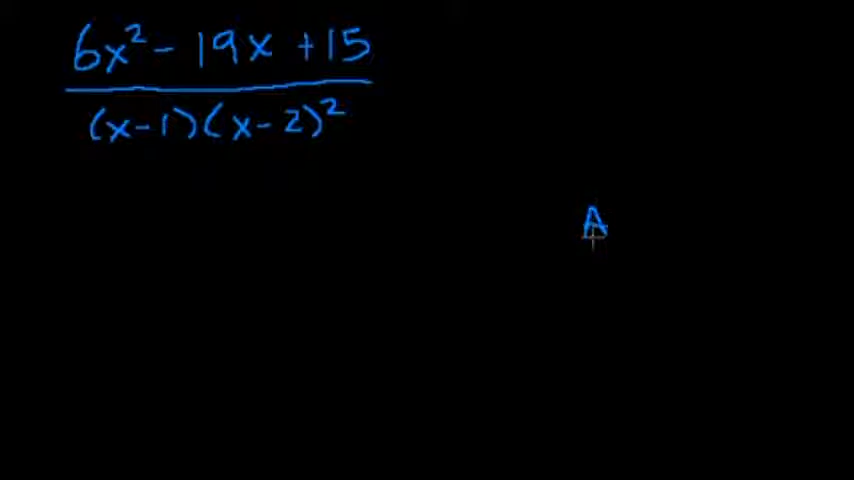 6x² - 19x + 15
(x-1)(x-2)²
A